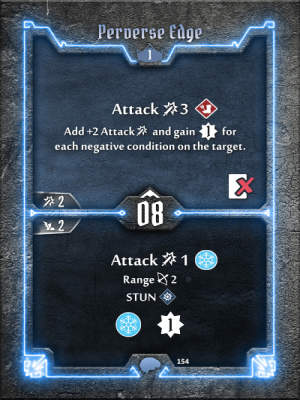 Perverse Edge
1
Attack 3
Add +2 Attack and gain 1 for
each negative condition on the target.
2
08
2
Attack 1
Range 2
STUN
1
154